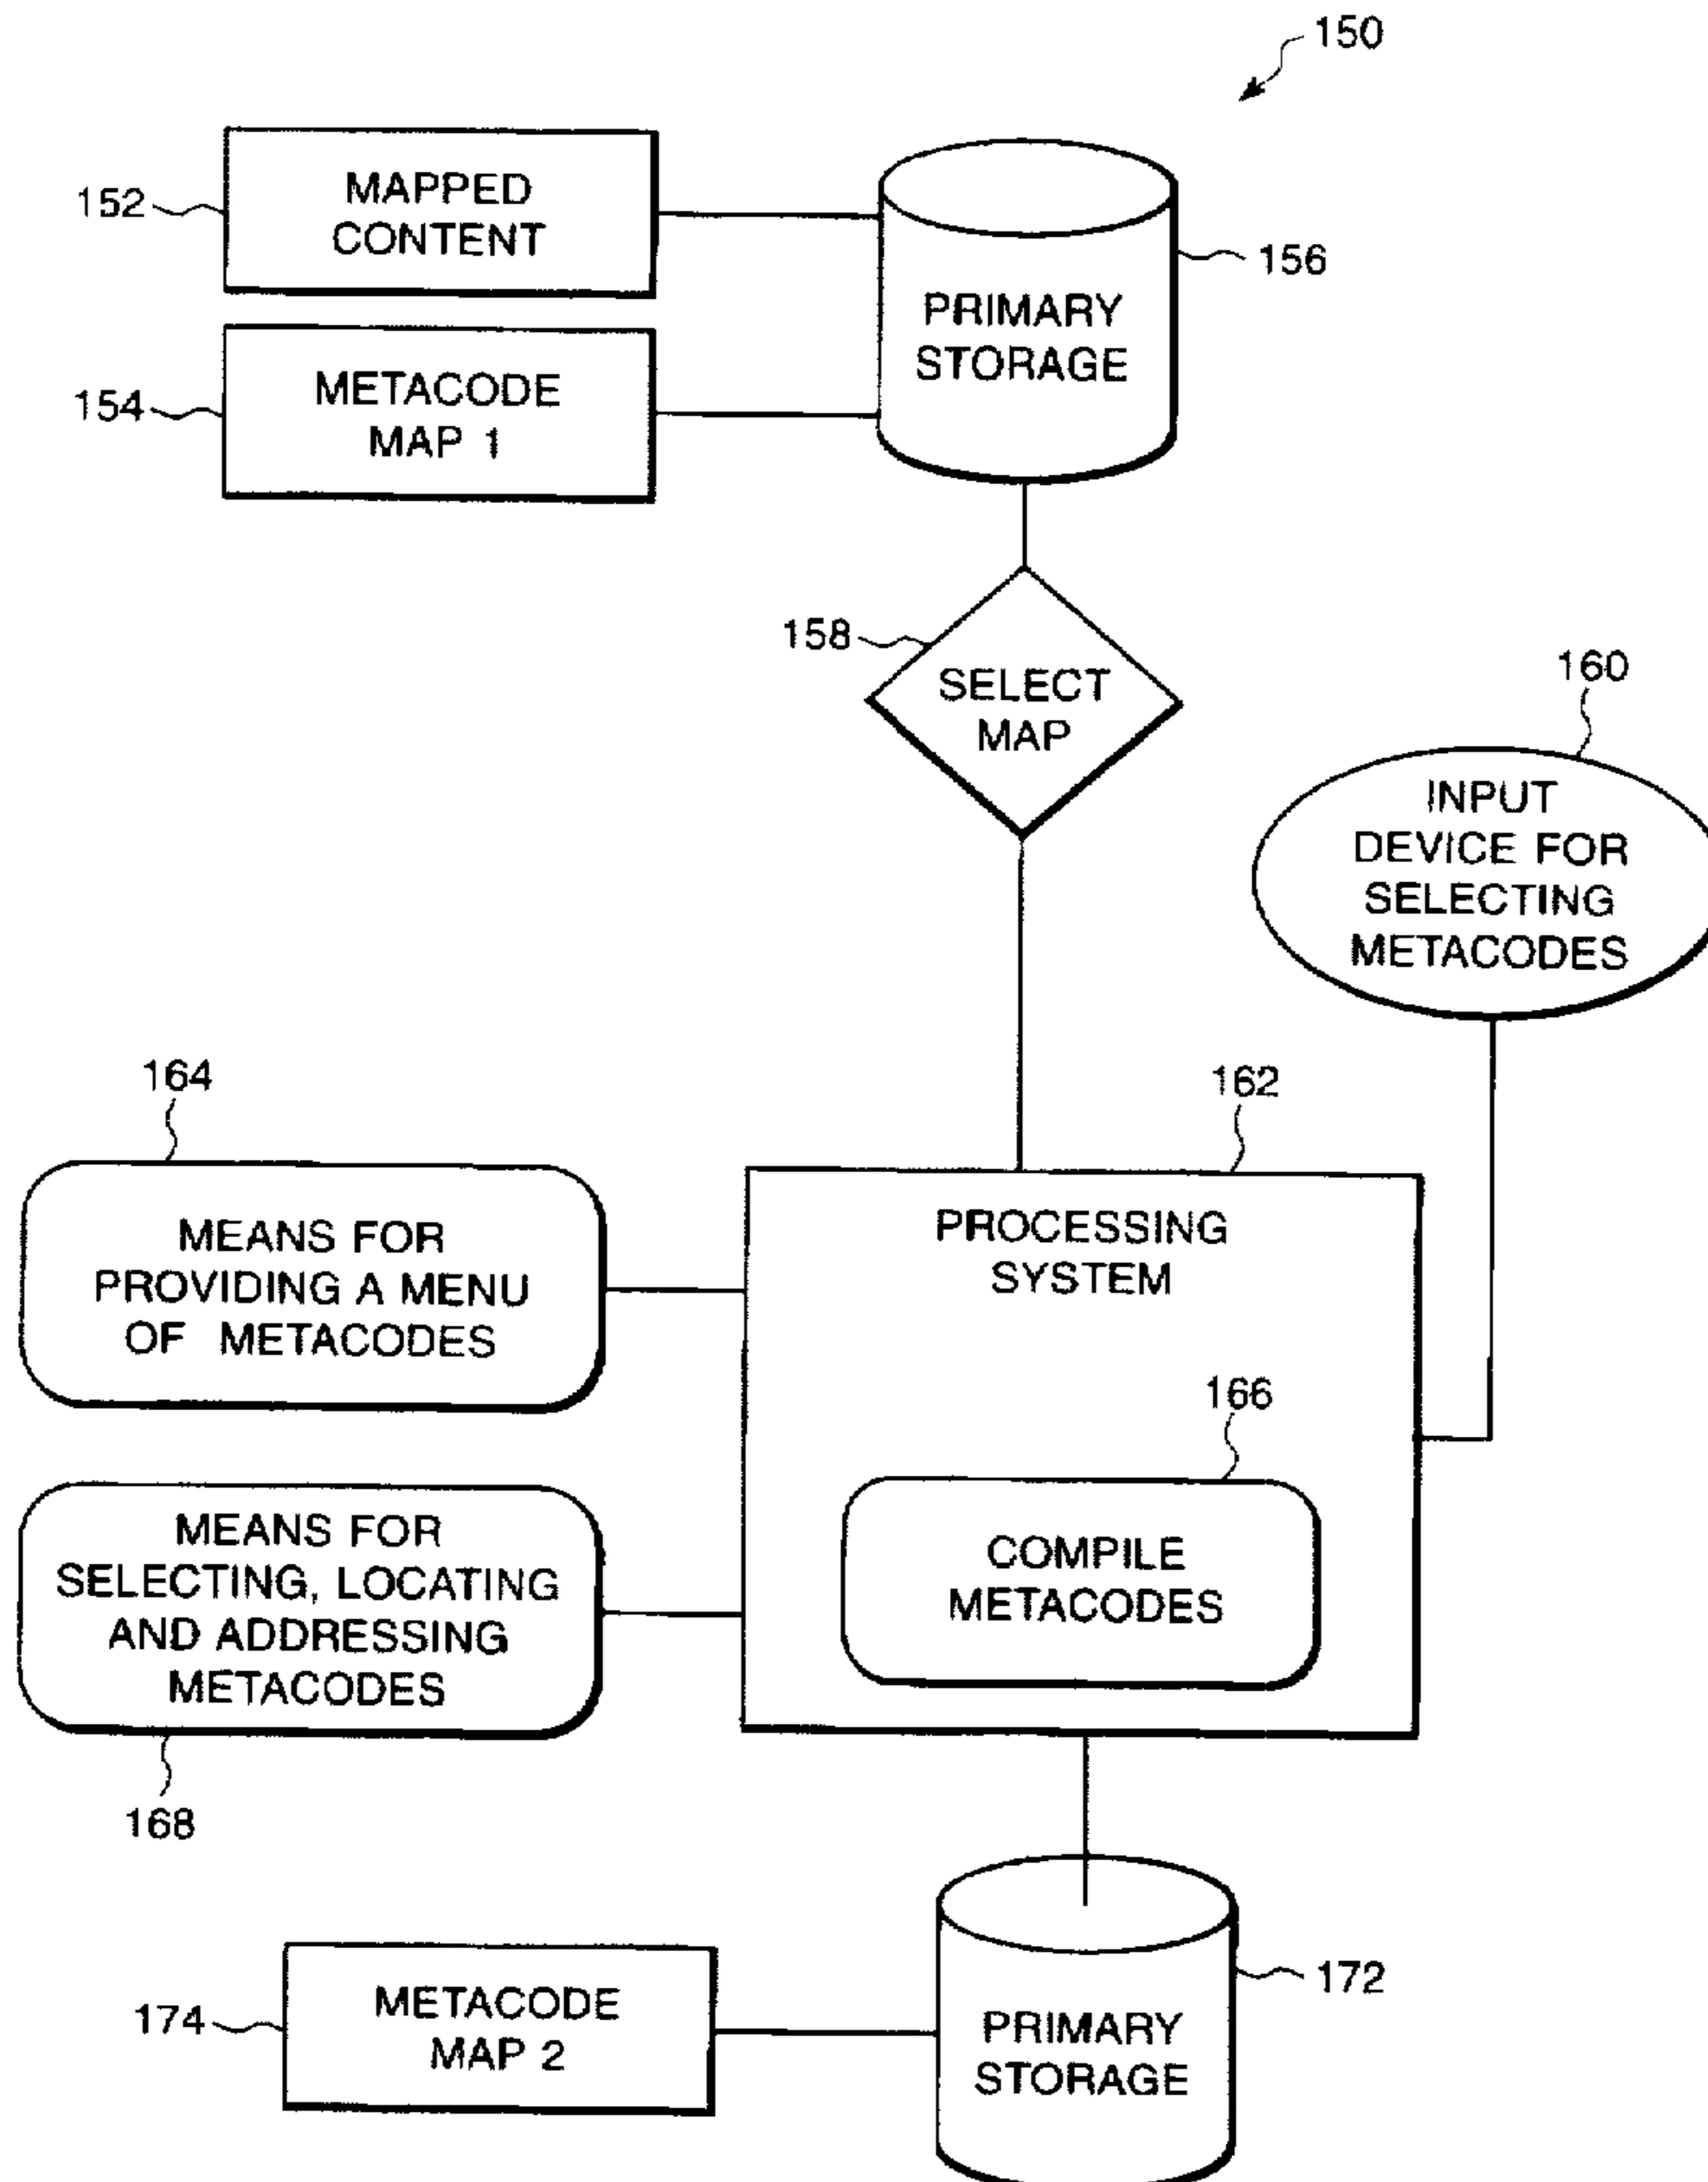 150
152
MAPPED
CONTENT
156
PRIMARY
STORAGE
154
METACODE
MAP 1
158
SELECT
MAP
160
INPUT
DEVICE FOR
SELECTING
METACODES
164
162
MEANS FOR
PROVIDING A MENU
OF METACODES
PROCESSING
SYSTEM
166
MEANS FOR
SELECTING, LOCATING
AND ADDRESSING
METACODES
COMPILE
METACODES
168
172
174
METACODE
MAP 2
PRIMARY
STORAGE